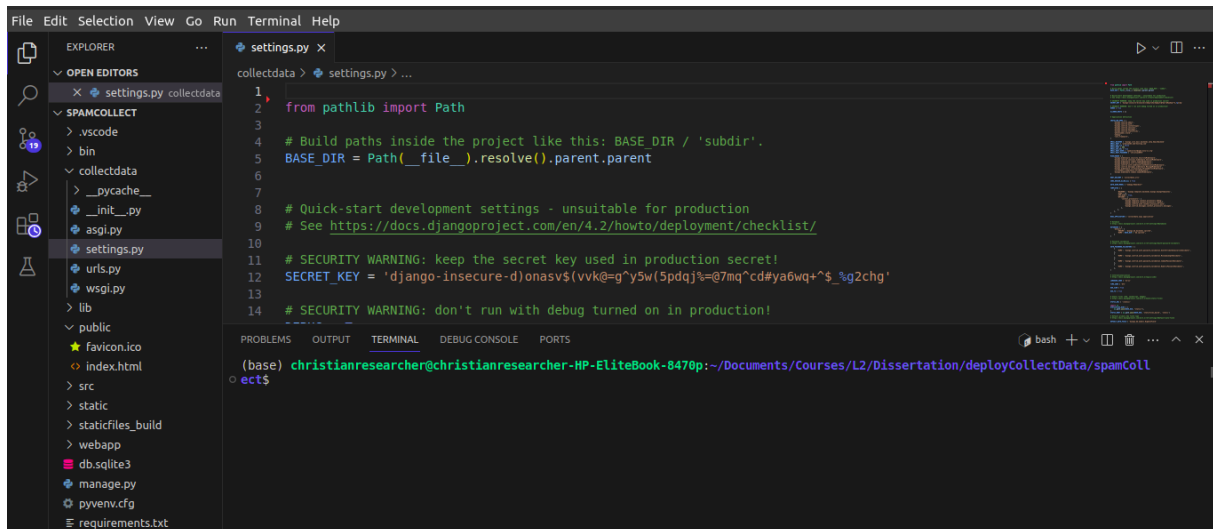 File Edit Selection View Go Run Terminal Help
EXPLORER ...
OPEN EDITORS
settings.py collectdata
SPAMCOLLECT
.vscode
bin
collectdata
__pycache__
__init__.py
asgi.py
settings.py
urls.py
wsgi.py
lib
public
favicon.ico
index.html
src
static
staticfiles_build
webapp
db.sqlite3
manage.py
pyvenv.cfg
requirements.txt
19
settings.py
collectdata > settings.py > ...
1
2 from pathlib import Path
3
4 # Build paths inside the project like this: BASE_DIR / 'subdir'.
5 BASE_DIR = Path(__file__).resolve().parent.parent
6
7
8 # Quick-start development settings - unsuitable for production
9 # See https://docs.djangoproject.com/en/4.2/howto/deployment/checklist/
10
11 # SECURITY WARNING: keep the secret key used in production secret!
12 SECRET_KEY = 'django-insecure-d)onasv$(vvk@=g^y5w(5pdqj%=@7mq^cd#ya6wq+^$_%g2chg'
13
14 # SECURITY WARNING: don't run with debug turned on in production!
PROBLEMS OUTPUT TERMINAL DEBUG CONSOLE PORTS
bash
(base) christianresearcher@christianresearcher-HP-EliteBook-8470p:~/Documents/Courses/L2/Dissertation/deployCollectData/spamColl
ect$